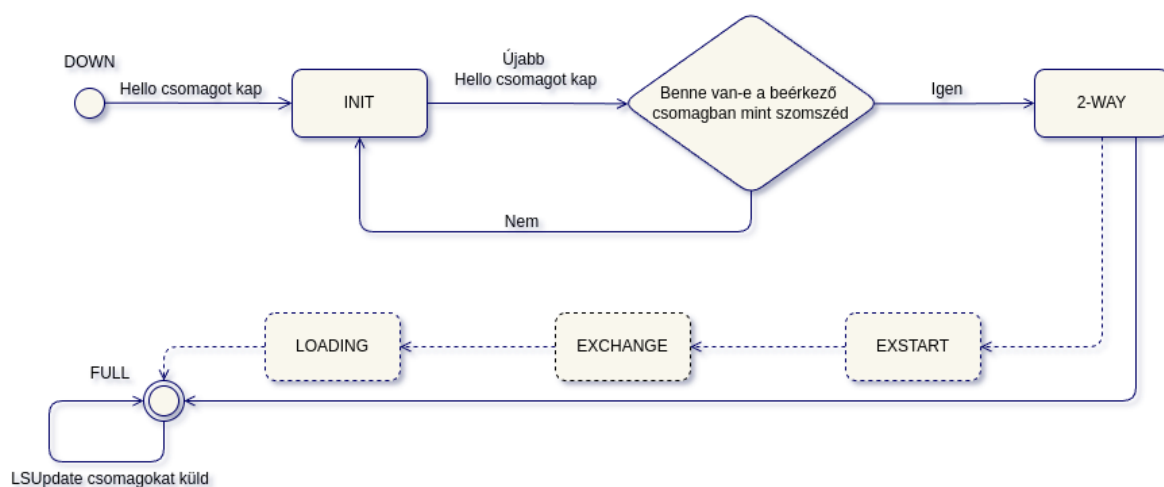 DOWN
Hello csomagot kap
INIT
Újabb
Hello csomagot kap
Benne van-e a beérkező
csomagban mint szomszéd
Igen
2-WAY
Nem
LOADING
EXCHANGE
EXSTART
FULL
LSUpdate csomagokat küld